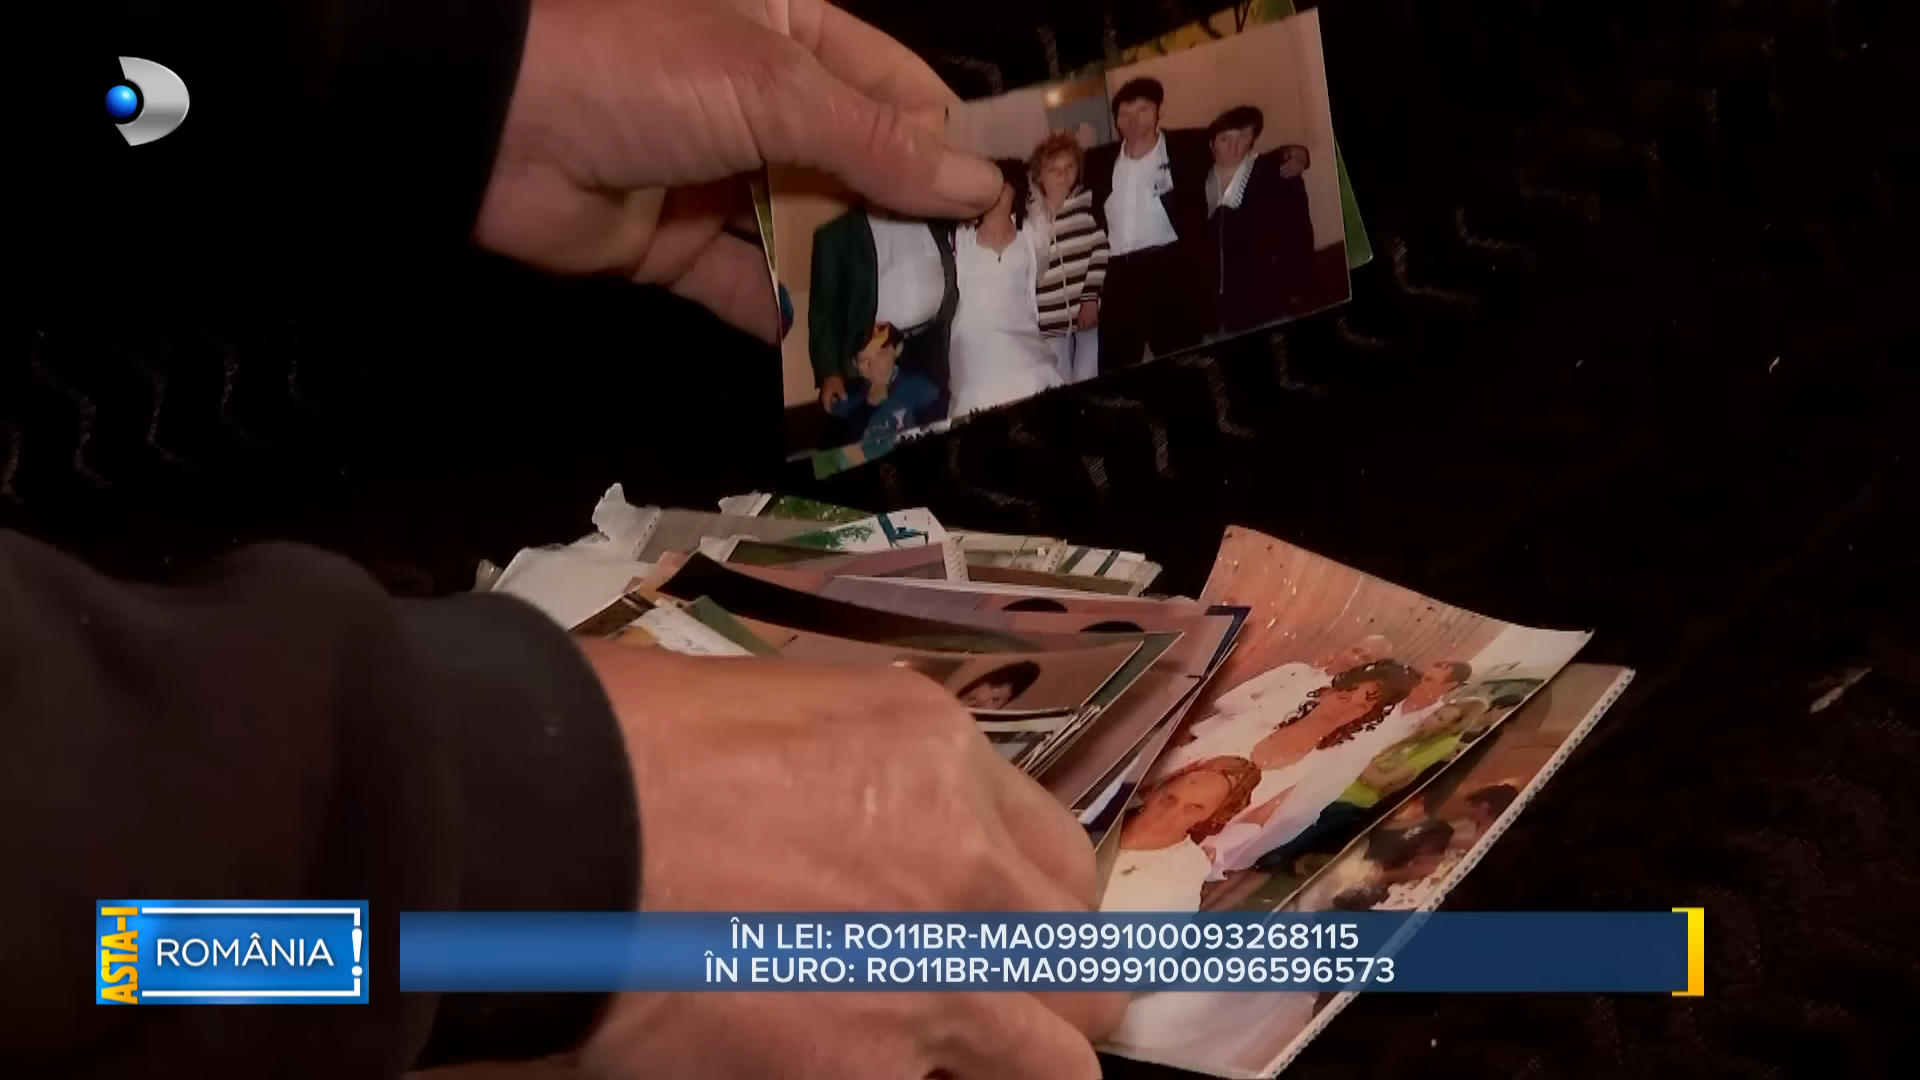 ASTA-I
ROMÂNIA!
ÎN LEI: RO11BR-MA0999100093268115
ÎN EURO: RO11BR-MA0999100096596573